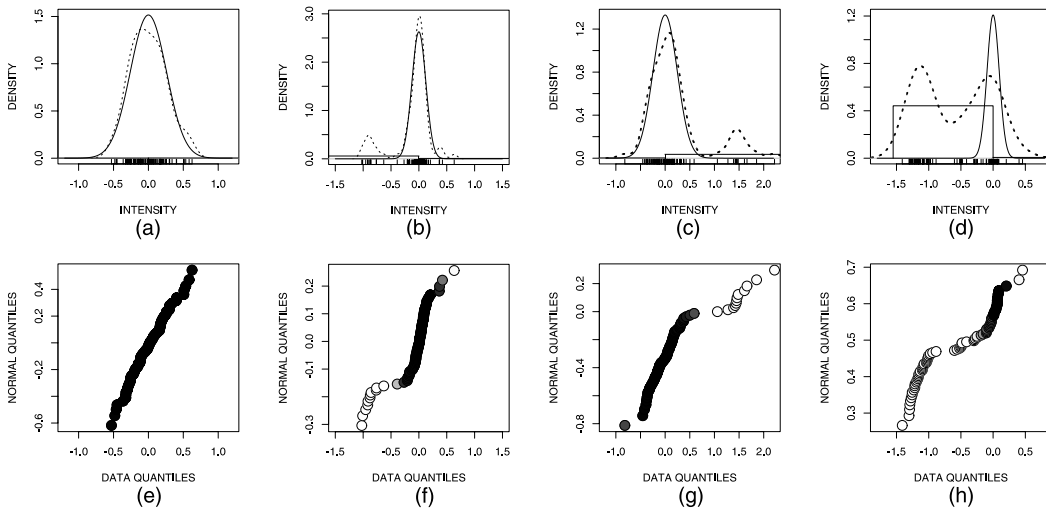 DENSITY
0.0 0.5 1.0 1.5
-1.0 -0.5 0.0 0.5 1.0
INTENSITY
(a)
DENSITY
0.0 0.5 1.0 1.5 2.0 2.5 3.0
-1.5 -0.5 0.5 1.5
INTENSITY
(b)
DENSITY
0.0 0.4 0.8 1.2
-1.0 0.0 0.5 1.0 1.5 2.0
INTENSITY
(c)
DENSITY
0.0 0.4 0.8 1.2
-1.5 -1.0 -0.5 0.0 0.5
INTENSITY
(d)
NORMAL QUANTILES
-0.6 -0.2 0.2 0.4
-1.0 -0.5 0.0 0.5 1.0
DATA QUANTILES
(e)
NORMAL QUANTILES
-0.3 -0.1 0.0 0.1 0.2
-1.5 -0.5 0.5 1.5
DATA QUANTILES
(f)
NORMAL QUANTILES
-0.8 -0.4 0.0 0.2
-1.0 0.0 0.5 1.0 1.5 2.0
DATA QUANTILES
(g)
NORMAL QUANTILES
0.3 0.4 0.5 0.6 0.7
-1.5 -1.0 -0.5 0.0 0.5
DATA QUANTILES
(h)